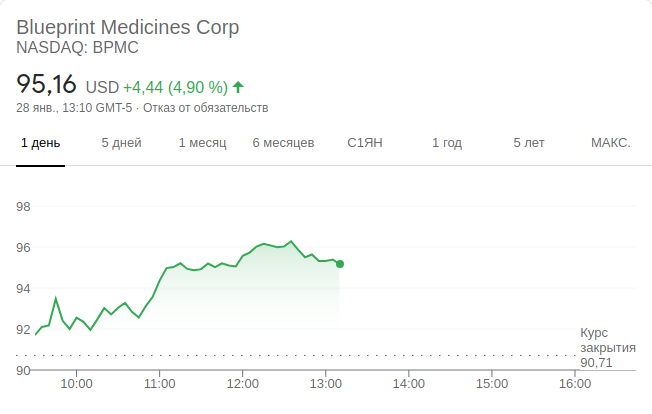 Blueprint Medicines Corp
NASDAQ: BPMC
95,16 USD +4,44 (4,90 %)
28 янв., 13:10 GMT-5 · Отказ от обязательств
1 день 5 дней 1 месяц 6 месяцев С1ЯН 1 год 5 лет МАКС.
98
96
94
92
Курс
закрытия
90,71
90
10:00 11:00 12:00 13:00 14:00 15:00 16:00